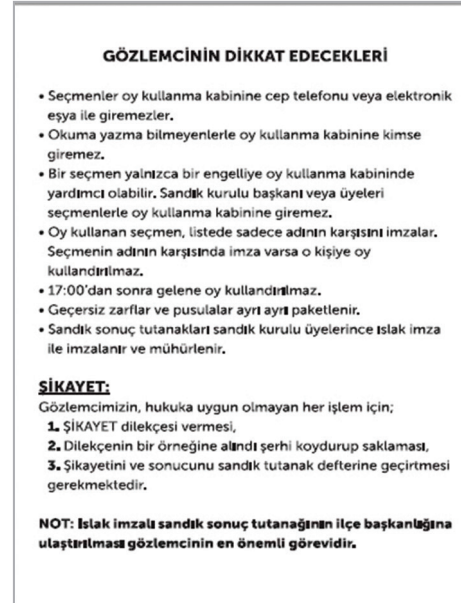 GÖZLEMCİNİN DİKKAT EDECEKLERİ
• Seçmenler oy kullanma kabinine cep telefonu veya elektronik
eşya ile giremezler.
• Okuma yazma bilmeyenlerle oy kullanma kabinine kimse
giremez.
• Bir seçmen yalnızca bir engelliye oy kullanma kabininde
yardımcı olabilir. Sandık kurulu başkanı veya üyeleri
seçmenlerle oy kullanma kabinine giremez.
• Oy kullanan seçmen, listede sadece adının karşısını imzalar.
Seçmenin adının karşısında imza varsa o kişiye oy
kullandırılmaz.
• 17:00'dan sonra gelene oy kullandırılmaz.
• Geçersiz zarflar ve pusulalar ayrı ayrı paketlenir.
• Sandık sonuç tutanakları sandık kurulu üyelerince ıslak imza
ile imzalanır ve mühürlenir.
ŞİKAYET:
Gözlemcimizin, hukuka uygun olmayan her işlem için;
1. ŞİKAYET dilekçesi vermesi,
2. Dilekçenin bir örneğine alındı şerhi koydurup saklaması,
3. Şikayetini ve sonucunu sandık tutanak defterine geçirtmesi
gerekmektedir.
NOT: Islak imzalı sandık sonuç tutanağının ilçe başkanlığına
ulaştırılması gözlemcinin en önemli görevidir.